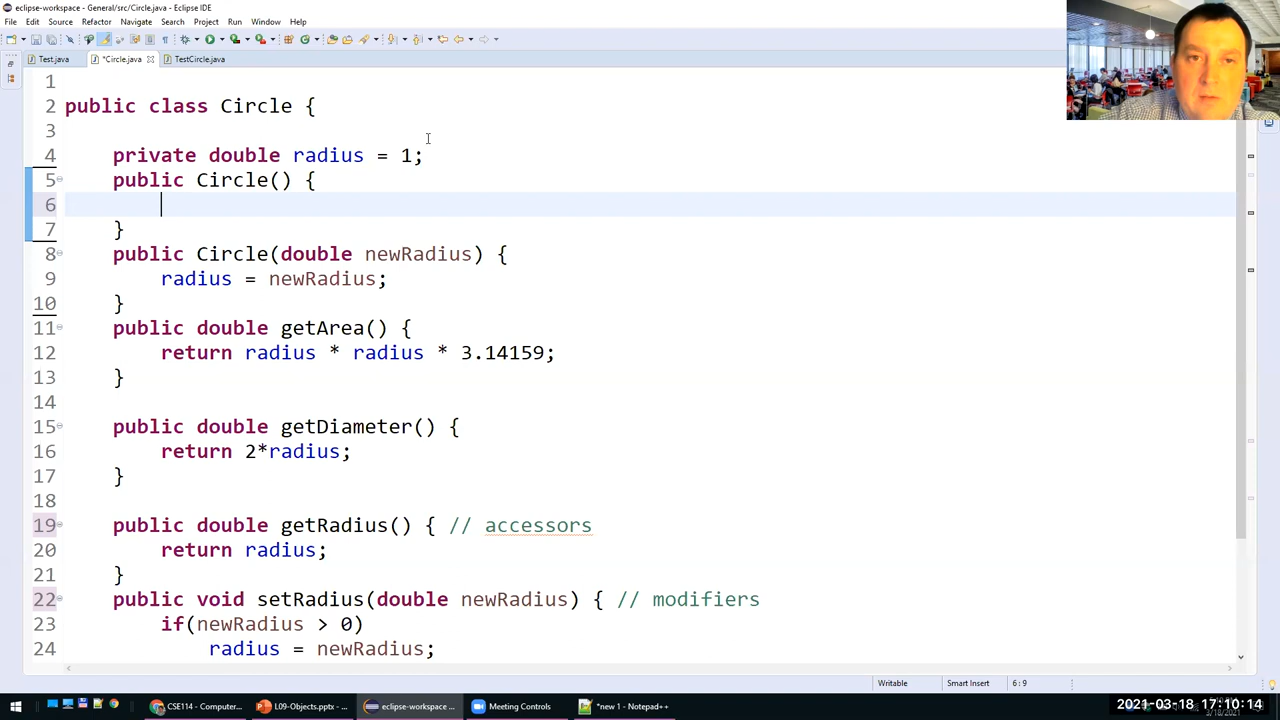 eclipse-workspace - General/src/Circle.java - Eclipse IDE
File Edit Source Refactor Navigate Search Project Run Window Help
Test.java *Circle.java TestCircle.java
1
2 public class Circle {
3
4 private double radius = 1;
5 public Circle() {
6
7 }
8 public Circle(double newRadius) {
9 radius = newRadius;
10 }
11 public double getArea() {
12 return radius * radius * 3.14159;
13 }
14
15 public double getDiameter() {
16 return 2*radius;
17 }
18
19 public double getRadius() { // accessors
20 return radius;
21 }
22 public void setRadius(double newRadius) { // modifiers
23 if(newRadius > 0)
24 radius = newRadius;
Writable Smart Insert 6 : 9
CSE114 - Computer... L09-Objects.pptx - ... eclipse-workspace ... Meeting Controls *new 1 - Notepad++
2021-03-18 17:10:14